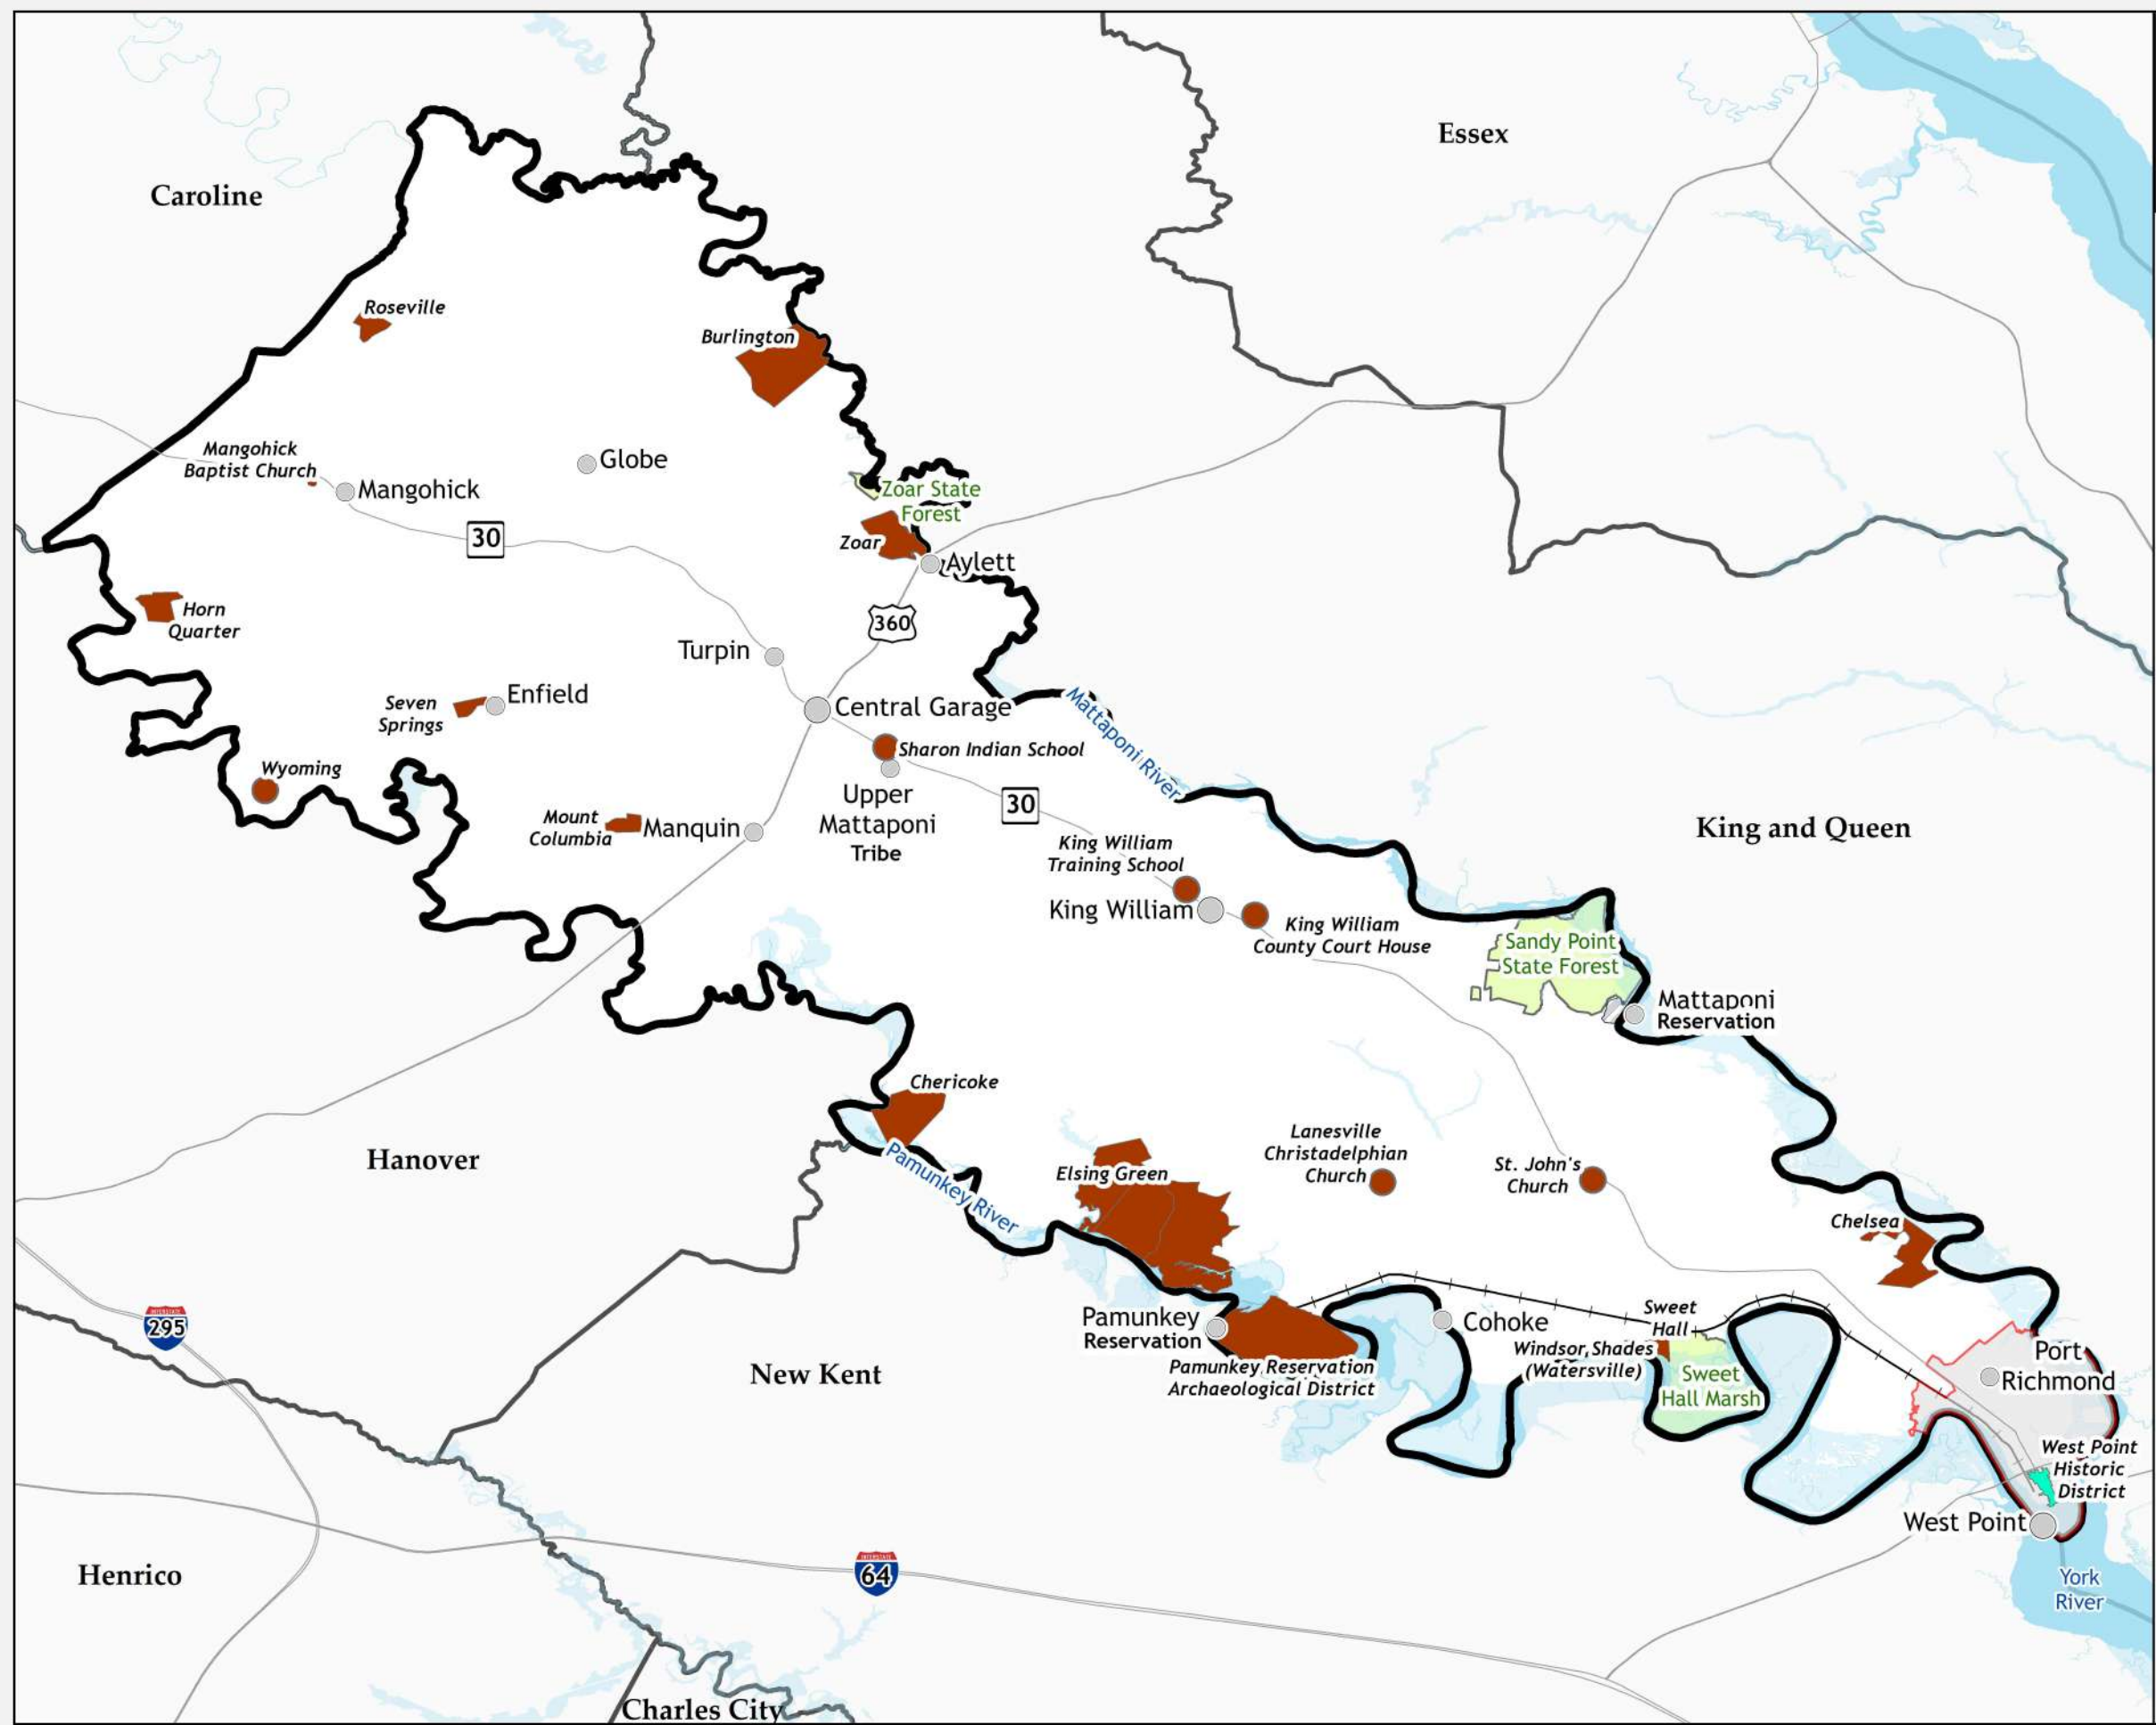 Essex
Caroline
Roseville
Burlington
Mangohick
Baptist Church
Globe
Mangohick
Zoar State
Forest
30
Zoar
Aylett
Horn
Quarter
360
Turpin
Seven
Springs
Enfield
Central Garage
Mattaponi River
Sharon Indian School
Wyoming
Upper
Mattaponi
Tribe
30
Mount
Columbia
Manquin
King and Queen
King William
Training School
King William
King William
County Court House
Sandy Point
State Forest
Mattaponi
Reservation
Chericoke
Hanover
Pamunkey River
Elsing Green
Lanesville
Christadelphian
Church
St. John's
Church
Chelsea
INTERSTATE
295
Pamunkey
Reservation
Cohoke
Sweet
Hall
Windsor Shades
(Watersville)
Port
Richmond
New Kent
Pamunkey Reservation
Archaeological District
Sweet
Hall Marsh
West Point
Historic
District
West Point
Henrico
INTERSTATE
64
York
River
Charles City